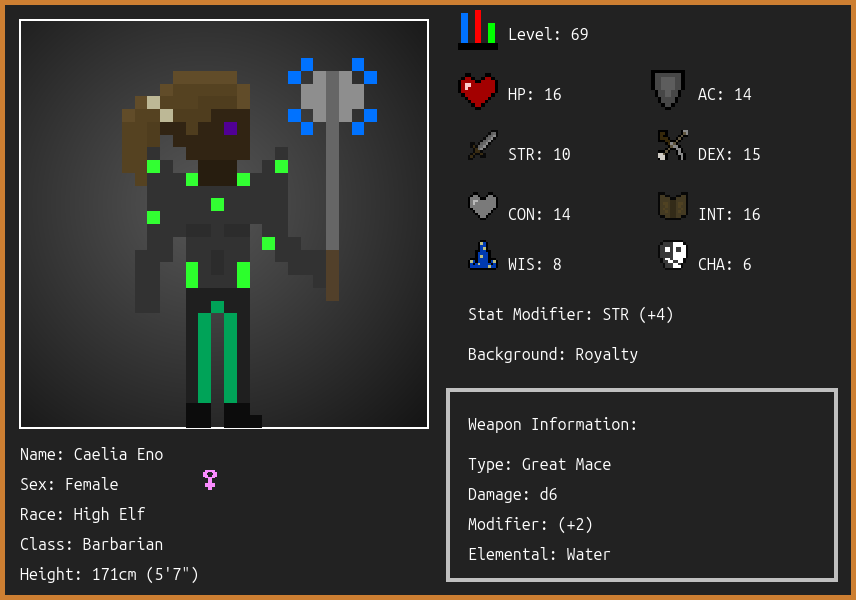 Level: 69
HP: 16
AC: 14
STR: 10
DEX: 15
CON: 14
INT: 16
WIS: 8
CHA: 6
Stat Modifier: STR (+4)
Background: Royalty
Weapon Information:
Type: Great Mace
Damage: d6
Modifier: (+2)
Elemental: Water
Name: Caelia Eno
Sex: Female
Race: High Elf
Class: Barbarian
Height: 171cm (5'7")